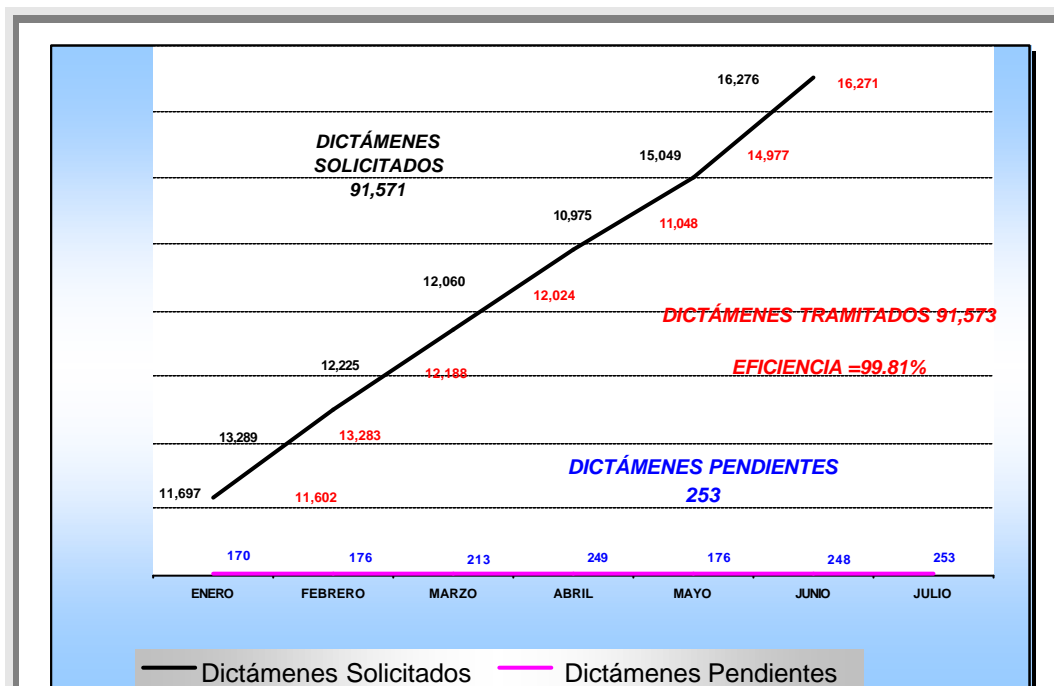 16,276
16,271
DICTÁMENES
SOLICITADOS
91,571
15,049
14,977
10,975
11,048
12,060
12,024
DICTÁMENES TRAMITADOS 91,573
12,225
12,188
EFICIENCIA =99.81%
13,289
13,283
DICTÁMENES PENDIENTES
253
11,697
11,602
170 176 213 249 176 248 253
ENERO FEBRERO MARZO ABRIL MAYO JUNIO JULIO
Dictámenes Solicitados Dictámenes Pendientes